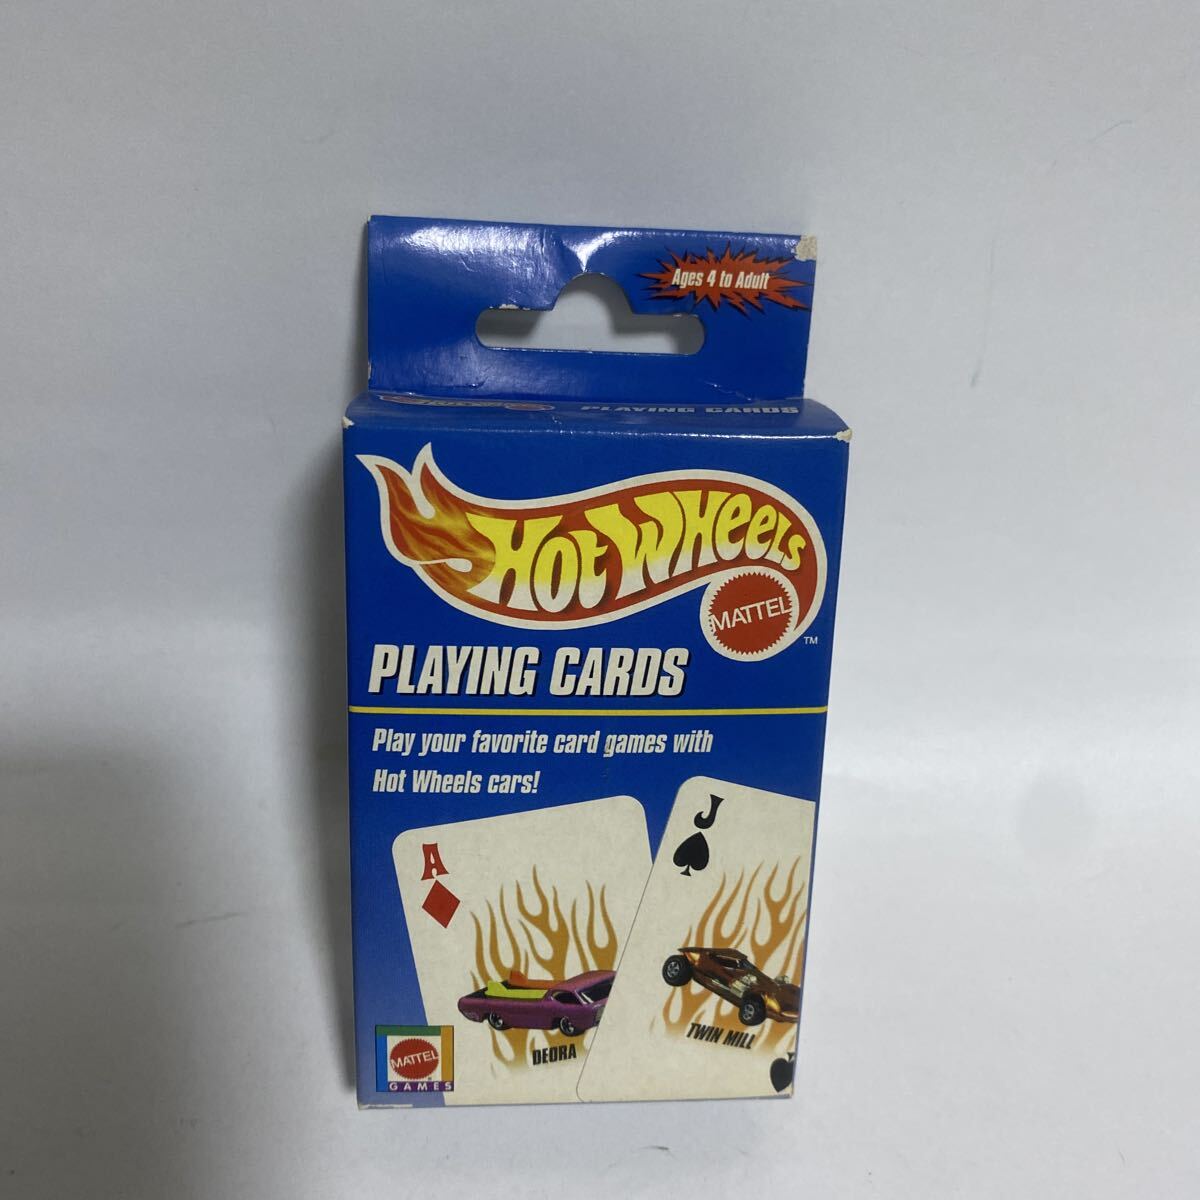 Ages 4 to Adult
PLAYING CARDS
HOT WHEELS
MATTEL
TM
PLAYING CARDS
Play your favorite card games with
Hot Wheels cars!
A
J
DEORA
TWIN MILL
MATTEL
GAMES